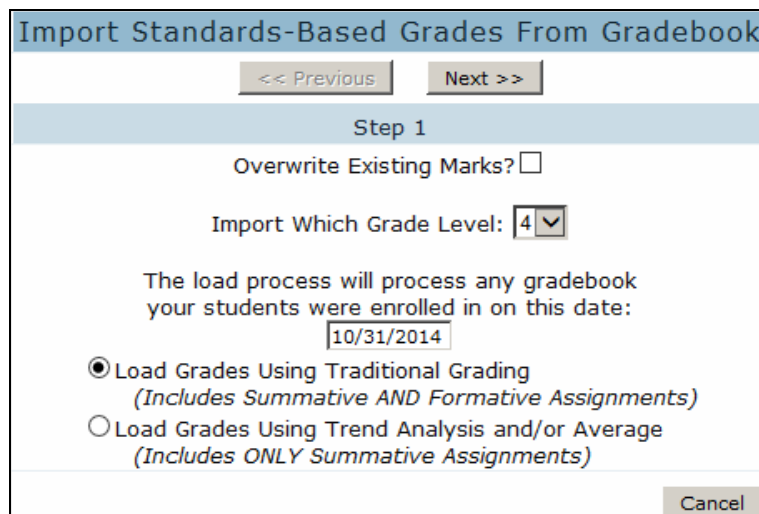 Import Standards-Based Grades From Gradebook
<< Previous Next >>
Step 1
Overwrite Existing Marks?
Import Which Grade Level: 4
The load process will process any gradebook
your students were enrolled in on this date:
10/31/2014
Load Grades Using Traditional Grading
(Includes Summative AND Formative Assignments)
Load Grades Using Trend Analysis and/or Average
(Includes ONLY Summative Assignments)
Cancel